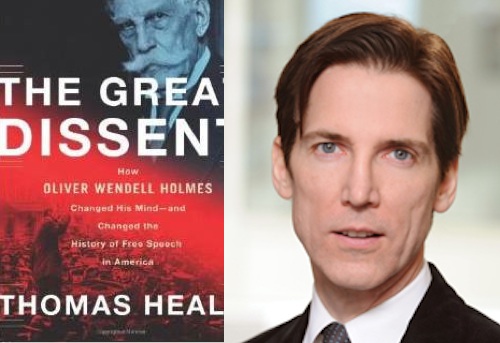 THE GREA
DISSENT
How
OLIVER WENDELL HOLMES
Changed His Mind—and
Changed the
History of Free Speech
in America
THOMAS HEAL